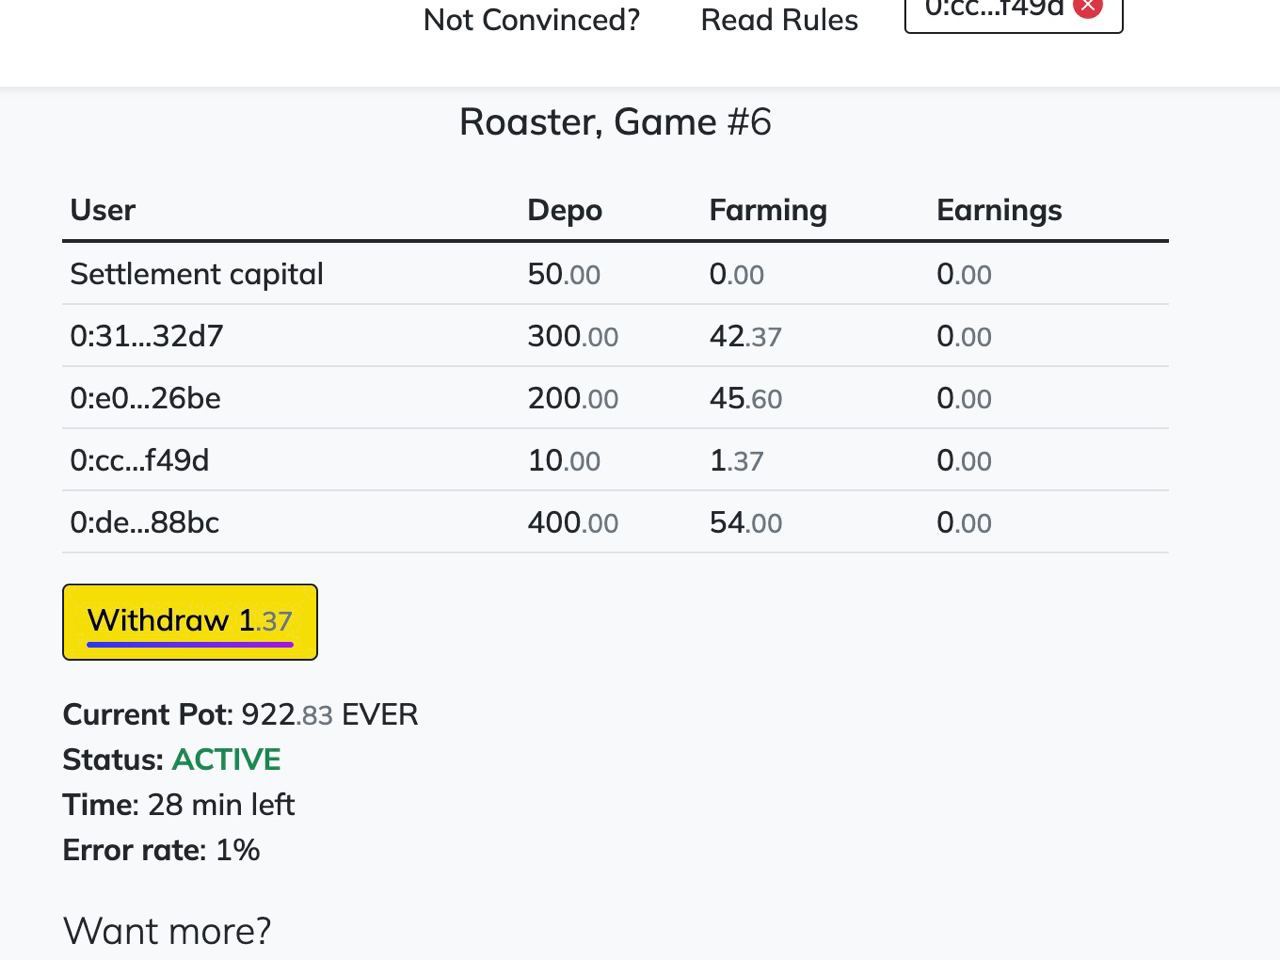 Not Convinced? Read Rules 0:cc...f49d
Roaster, Game #6
User Depo Farming Earnings
Settlement capital 50.00 0.00 0.00
0:31...32d7 300.00 42.37 0.00
0:e0...26be 200.00 45.60 0.00
0:cc...f49d 10.00 1.37 0.00
0:de...88bc 400.00 54.00 0.00
Withdraw 1.37
Current Pot: 922.83 EVER
Status: ACTIVE
Time: 28 min left
Error rate: 1%
Want more?